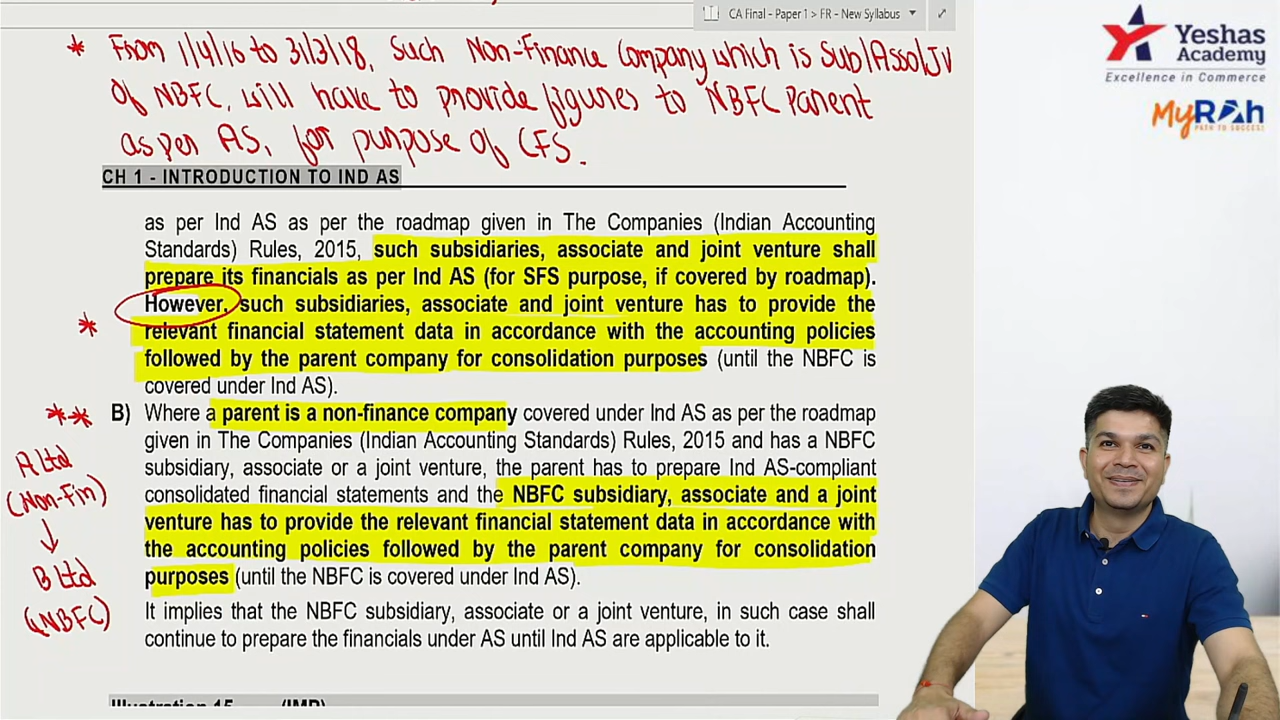 CA Final - Paper 1 > FR - New Syllabus
Yeshas
Academy
Excellence in Commerce
MyRAh
PATH TO SUCCESS
* From 1/4/16 to 31/3/18, Such Non-Finance Company which is Sub/Asso/JV
Of NBFC, will have to provide figures to NBFC Parent
as per AS, for purpose of CFS.
CH 1 - INTRODUCTION TO IND AS
as per Ind AS as per the roadmap given in The Companies (Indian Accounting
Standards) Rules, 2015, such subsidiaries, associate and joint venture shall
prepare its financials as per Ind AS (for SFS purpose, if covered by roadmap).
However, such subsidiaries, associate and joint venture has to provide the
* relevant financial statement data in accordance with the accounting policies
followed by the parent company for consolidation purposes (until the NBFC is
covered under Ind AS).
** B) Where a parent is a non-finance company covered under Ind AS as per the roadmap
given in The Companies (Indian Accounting Standards) Rules, 2015 and has a NBFC
subsidiary, associate or a joint venture, the parent has to prepare Ind AS-compliant
consolidated financial statements and the NBFC subsidiary, associate and a joint
venture has to provide the relevant financial statement data in accordance with
the accounting policies followed by the parent company for consolidation
purposes (until the NBFC is covered under Ind AS).
It implies that the NBFC subsidiary, associate or a joint venture, in such case shall
continue to prepare the financials under AS until Ind AS are applicable to it.
A Ltd
(Non-Fin)
↓
B Ltd
(NBFC)
Illustration 15 (IMP)